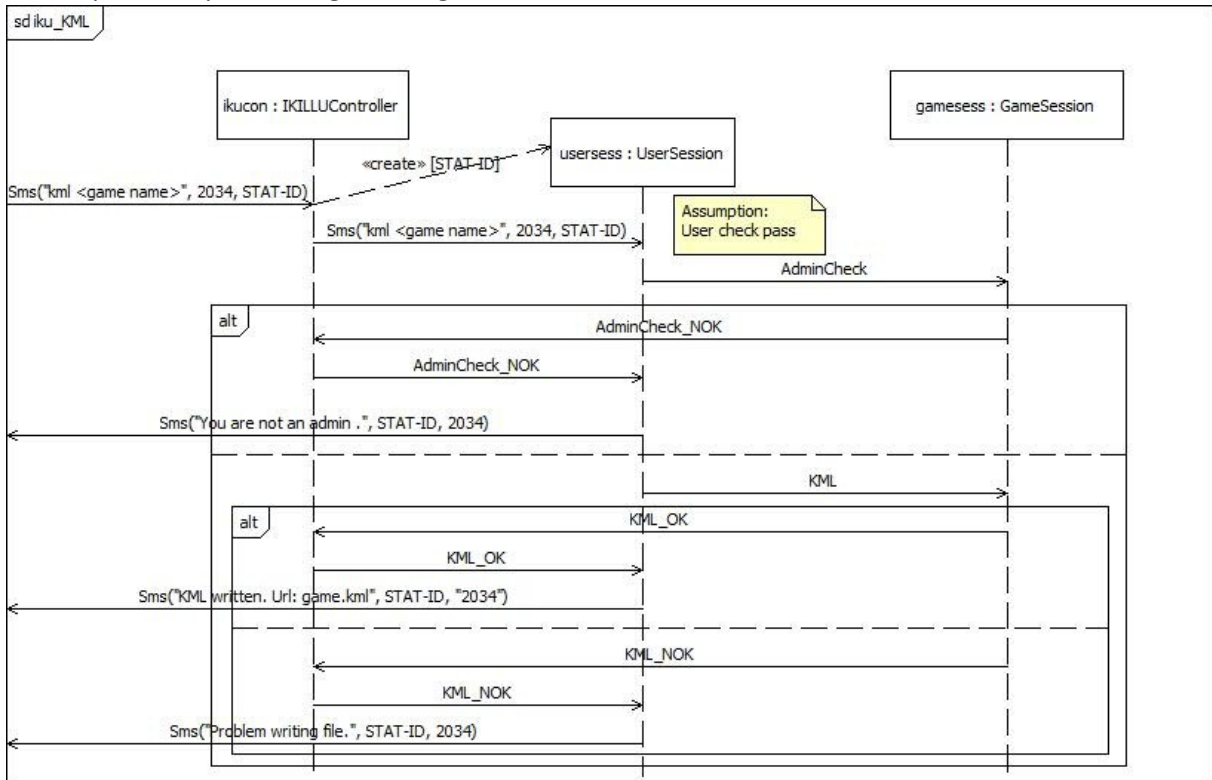 sd iku_KML
ikucon : IKILLUController
gamesess : GameSession
usersess : UserSession
«create» [STAT-ID]
Sms("kml <game name>", 2034, STAT-ID)
Assumption:
User check pass
Sms("kml <game name>", 2034, STAT-ID)
AdminCheck
alt
AdminCheck_NOK
AdminCheck_NOK
Sms("You are not an admin .", STAT-ID, 2034)
KML
alt
KML_OK
KML_OK
Sms("KML written. Url: game.kml", STAT-ID, "2034")
KML_NOK
KML_NOK
Sms("Problem writing file.", STAT-ID, 2034)